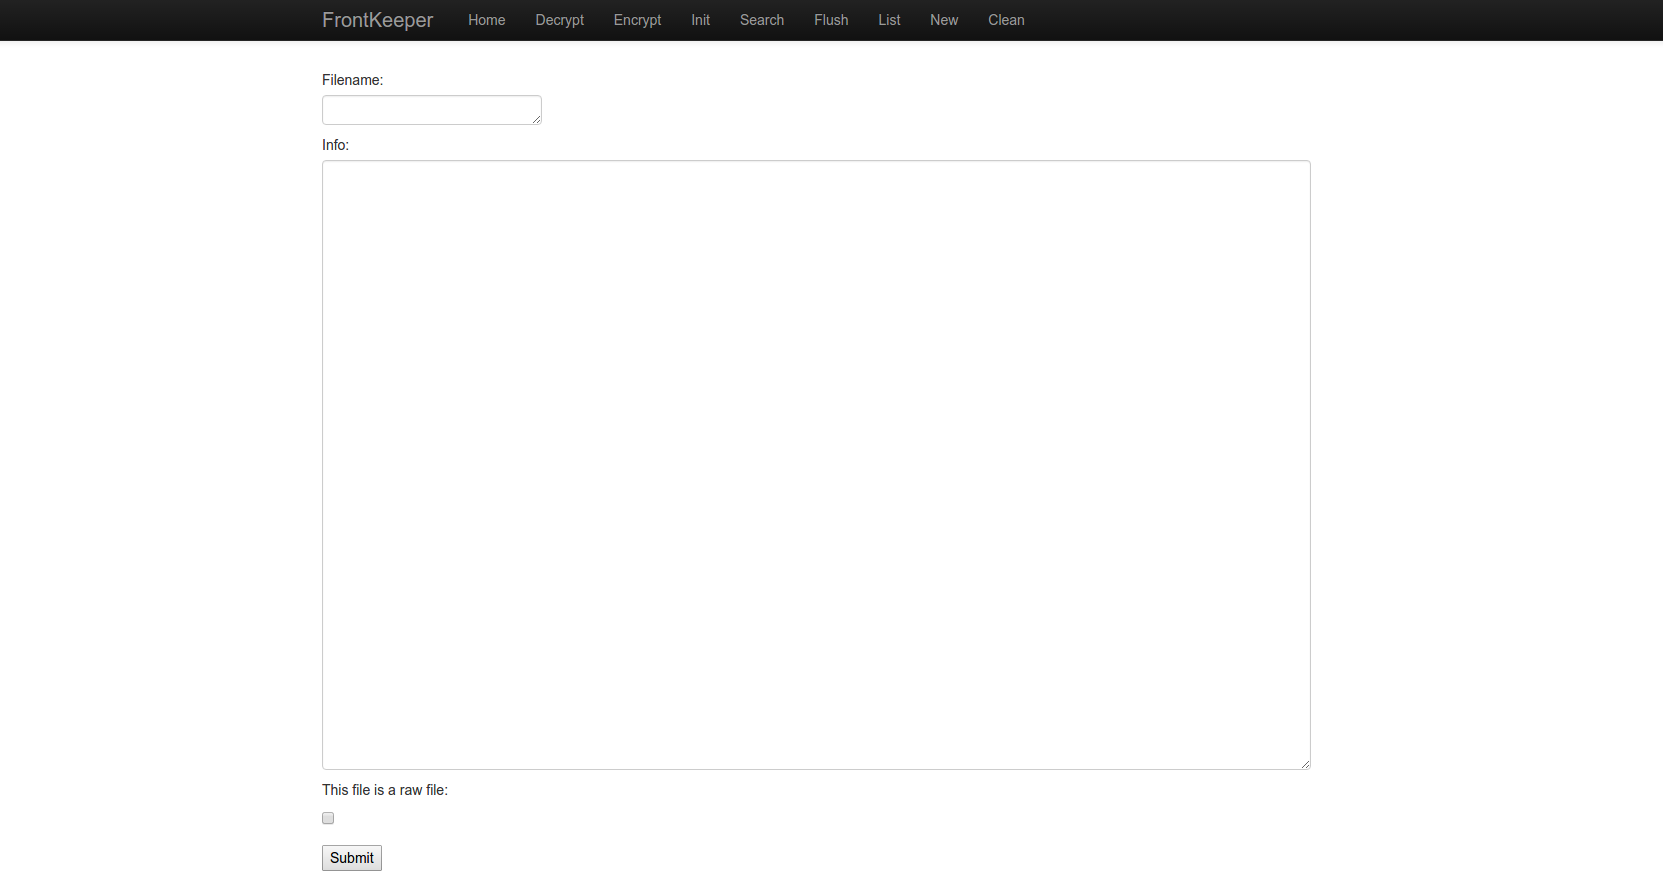 FrontKeeper Home Decrypt Encrypt Init Search Flush List New Clean
Filename:
Info:
This file is a raw file:
Submit